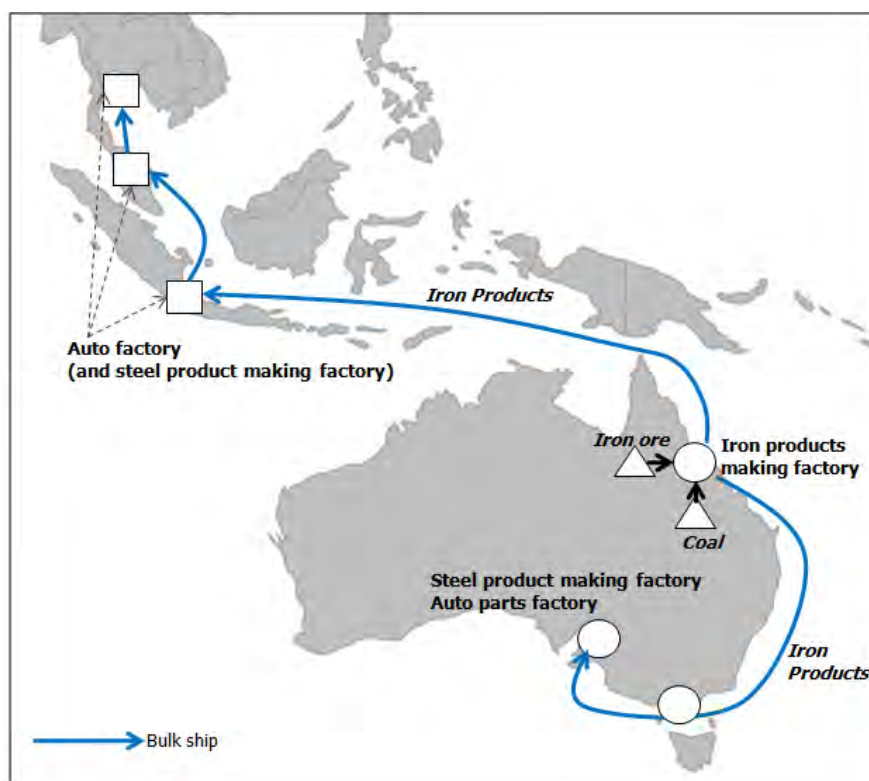 Iron Products
Auto factory
(and steel product making factory)
Iron ore
Iron products
making factory
Coal
Steel product making factory
Auto parts factory
Iron
Products
Bulk ship